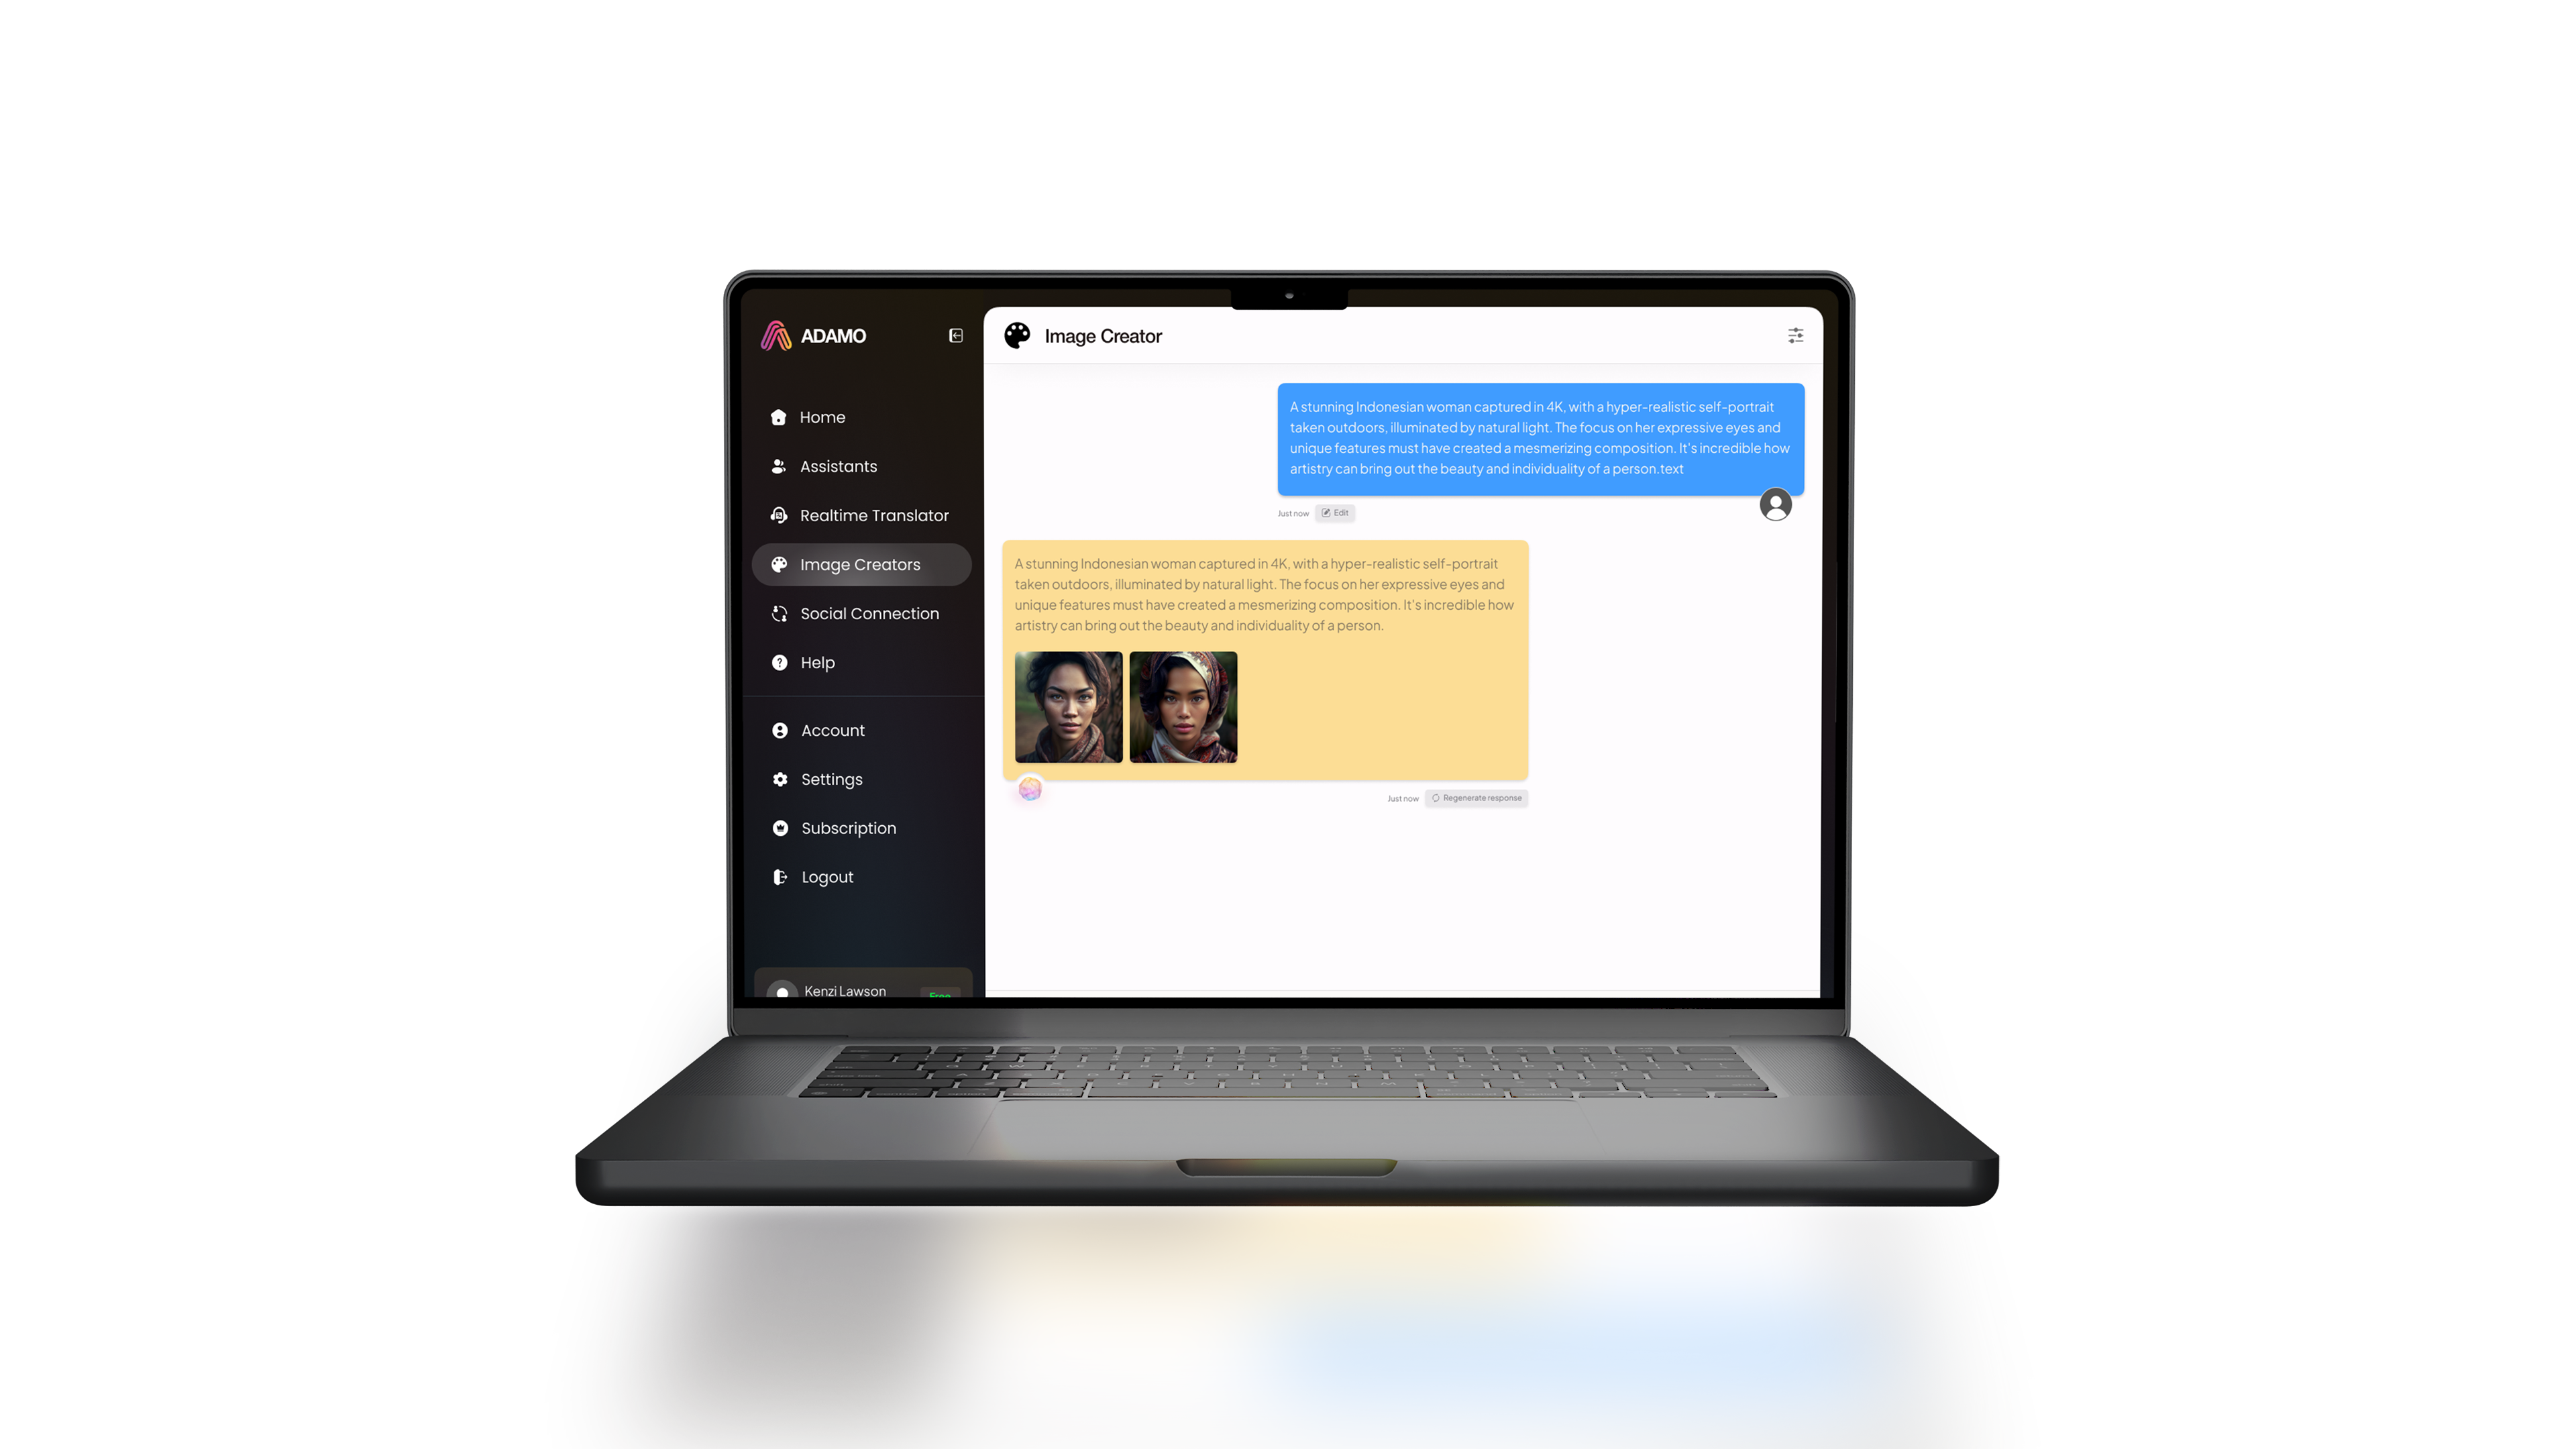 ADAMO
Home
Assistants
Realtime Translator
Image Creators
Social Connection
Help
Account
Settings
Subscription
Logout
Kenzi Lawson
Free
Image Creator
A stunning Indonesian woman captured in 4K, with a hyper-realistic self-portrait
taken outdoors, illuminated by natural light. The focus on her expressive eyes and
unique features must have created a mesmerizing composition. It's incredible how
artistry can bring out the beauty and individuality of a person.text
Just now
Edit
A stunning Indonesian woman captured in 4K, with a hyper-realistic self-portrait
taken outdoors, illuminated by natural light. The focus on her expressive eyes and
unique features must have created a mesmerizing composition. It's incredible how
artistry can bring out the beauty and individuality of a person.
Just now
Regenerate response